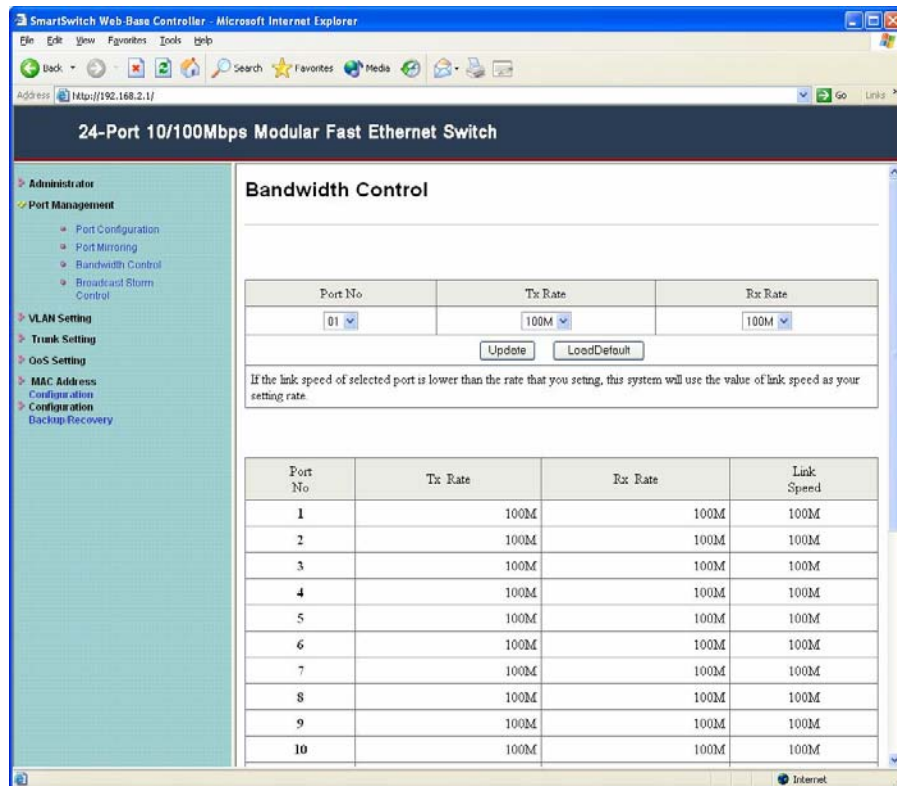 SmartSwitch Web-Base Controller - Microsoft Internet Explorer
File Edit View Favorites Tools Help
Back Search Favorites Media
Address http://192.168.2.1/ Go Links »
24-Port 10/100Mbps Modular Fast Ethernet Switch
Administrator
Port Management
Port Configuration
Port Mirroring
Bandwidth Control
Broadcast Storm
Control
VLAN Setting
Trunk Setting
QoS Setting
MAC Address
Configuration
Configuration
Backup/Recovery
Bandwidth Control
Port No Tx Rate Rx Rate
01 100M 100M
Update LoadDefault
If the link speed of selected port is lower than the rate that you seting, this system will use the value of link speed as your
setting rate.
Port
No
Tx Rate
Rx Rate
Link
Speed
1 100M 100M 100M
2 100M 100M 100M
3 100M 100M 100M
4 100M 100M 100M
5 100M 100M 100M
6 100M 100M 100M
7 100M 100M 100M
8 100M 100M 100M
9 100M 100M 100M
10 100M 100M 100M
Internet